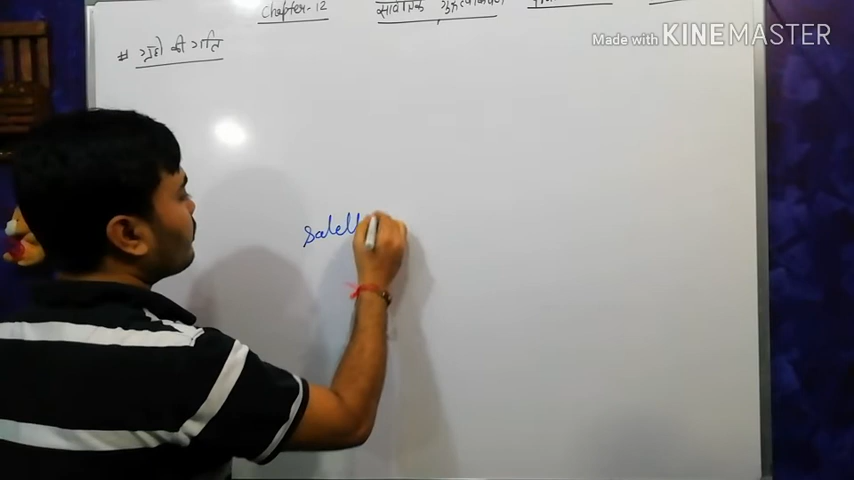 Chapter-12 सार्वत्रिक गुरुत्वाकर्षण
# ग्रहों की गति
Made with KINEMASTER
Satell